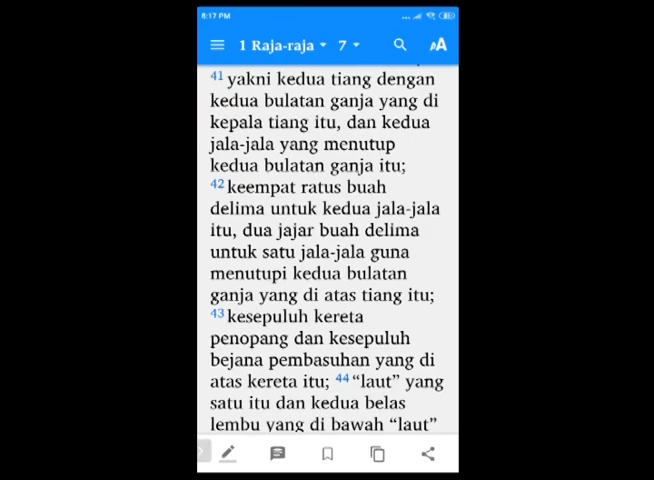 8:17 PM
1 Raja-raja 7
AA
41 yakni kedua tiang dengan
kedua bulatan ganja yang di
kepala tiang itu, dan kedua
jala-jala yang menutup
kedua bulatan ganja itu;
42 keempat ratus buah
delima untuk kedua jala-jala
itu, dua jajar buah delima
untuk satu jala-jala guna
menutupi kedua bulatan
ganja yang di atas tiang itu;
43 kesepuluh kereta
penopang dan kesepuluh
bejana pembasuhan yang di
atas kereta itu; 44 “laut” yang
satu itu dan kedua belas
lembu yang di bawah “laut”